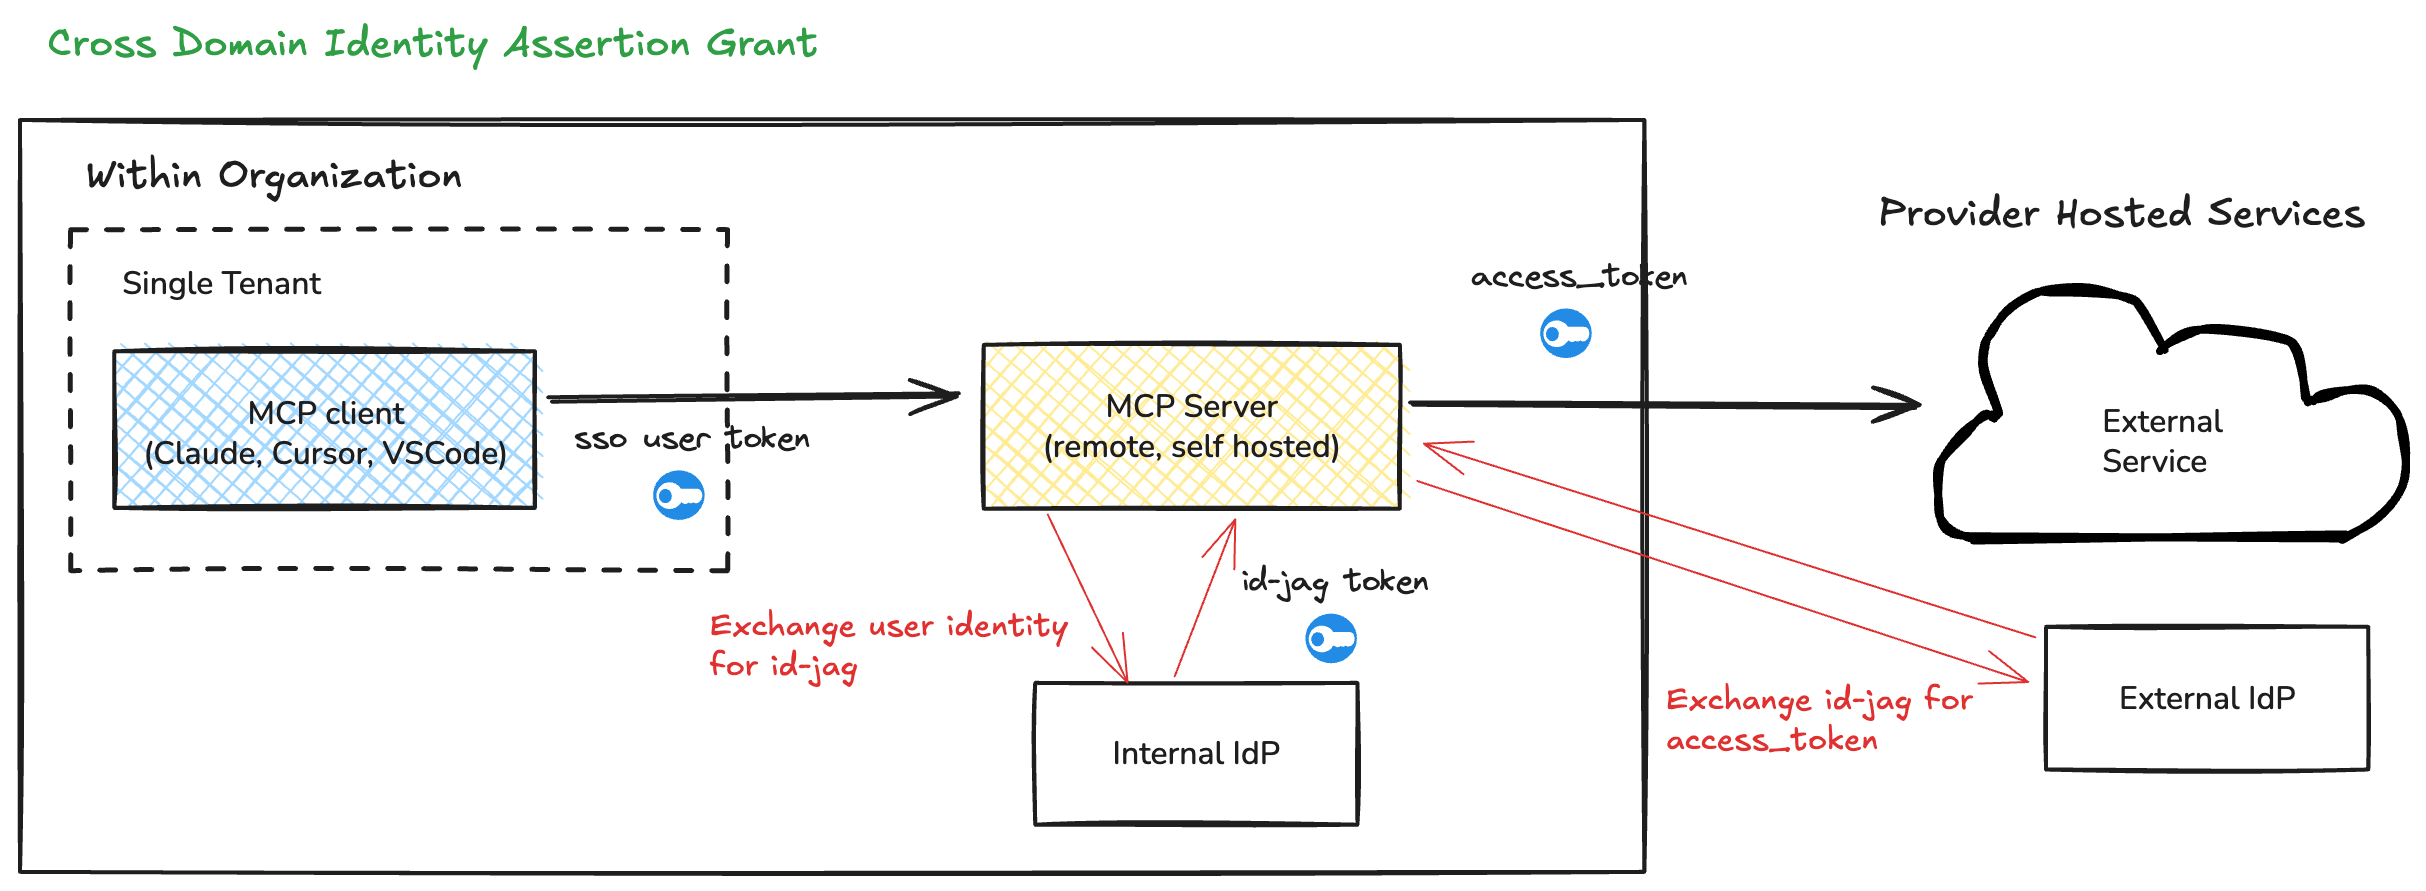 Cross Domain Identity Assertion Grant
Within Organization
Provider Hosted Services
Single Tenant
access_token
MCP client
(Claude, Cursor, VSCode)
sso user token
MCP Server
(remote, self hosted)
External
Service
id-jag token
Exchange user identity
for id-jag
Internal IdP
Exchange id-jag for
access_token
External IdP